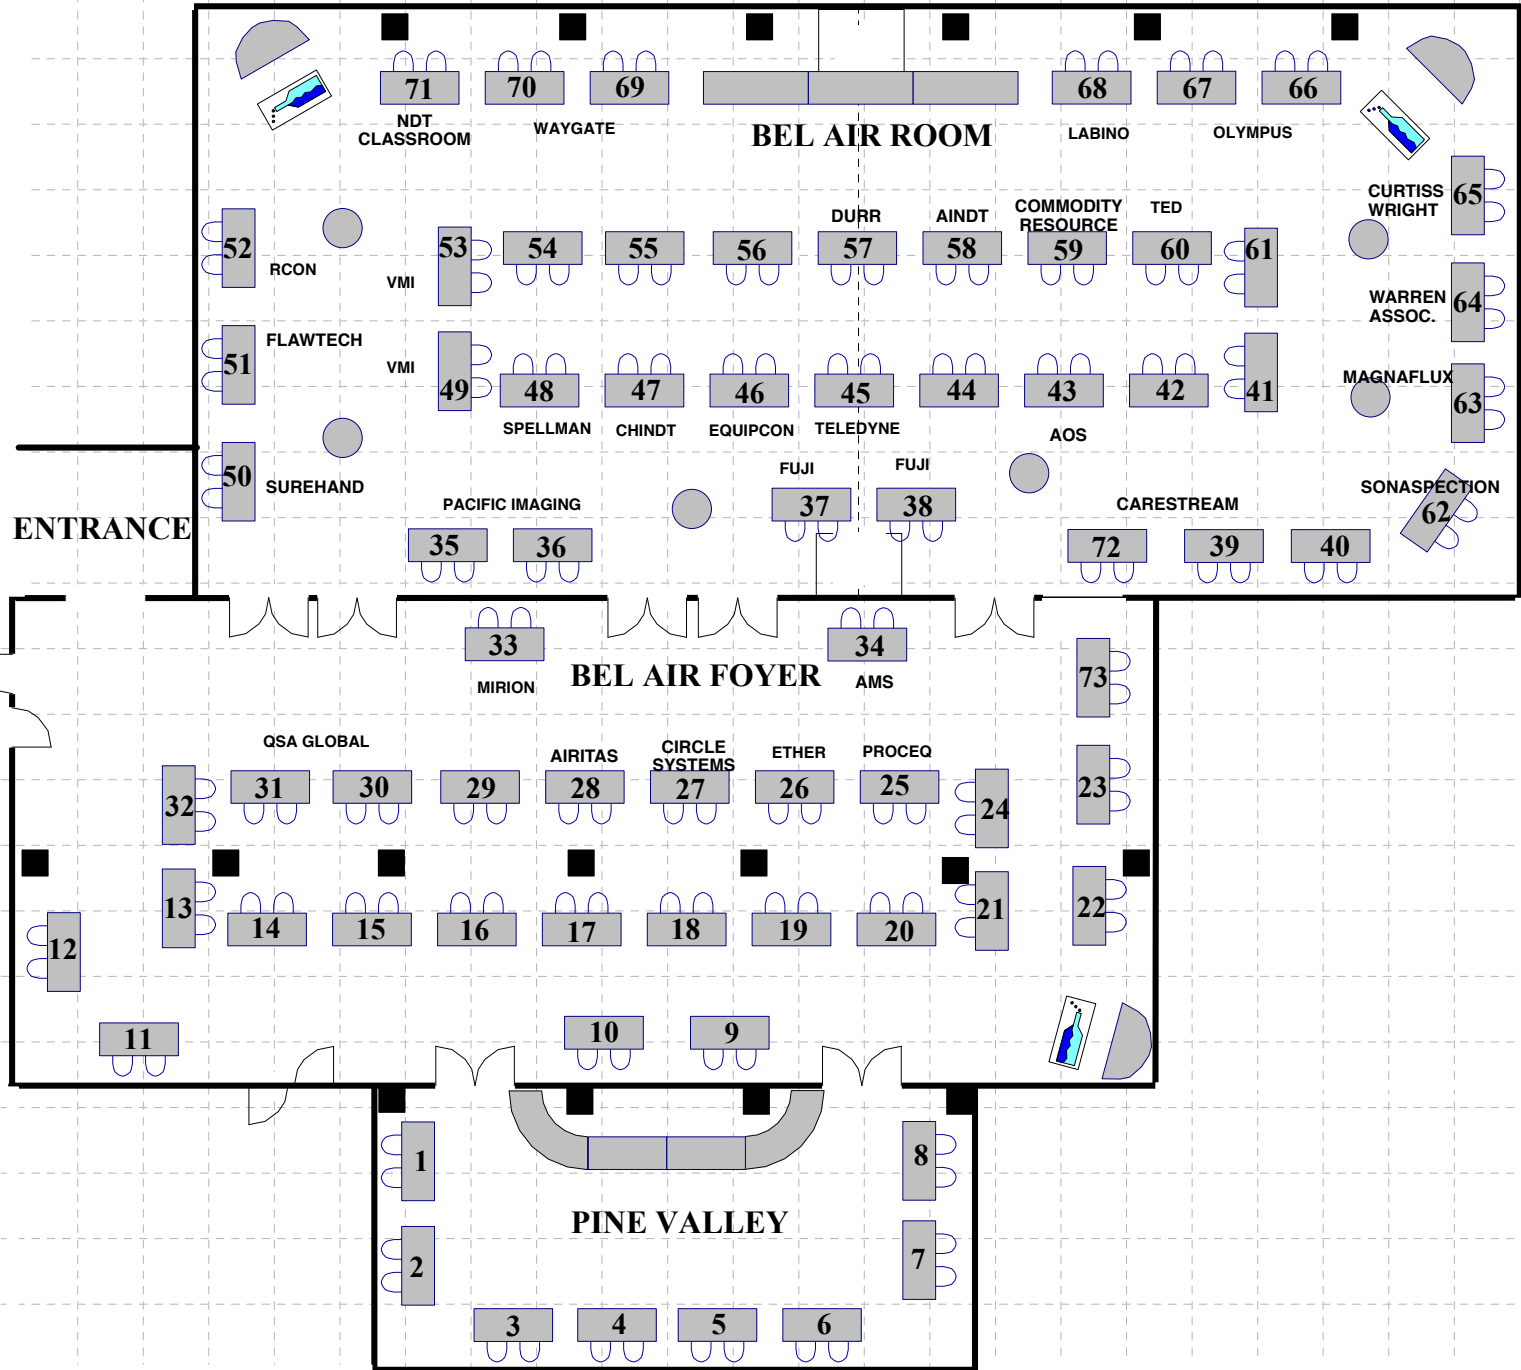 71
70
69
68
67
66
NDT
CLASSROOM
WAYGATE
BEL AIR ROOM
LABINO
OLYMPUS
65
CURTISS
WRIGHT
52
RCON
53
VMI
54
55
56
DURR
57
AINDT
58
COMMODITY
RESOURCE
59
TED
60
61
64
WARREN
ASSOC.
51
FLAWTECH
VMI
49
48
47
46
45
44
43
42
41
MAGNAFLUX
63
SPELLMAN
CHINDT
EQUIPCON
TELEDYNE
AOS
50
SUREHAND
PACIFIC IMAGING
FUJI
FUJI
37
38
CARESTREAM
SONASPECTION
62
ENTRANCE
35
36
72
39
40
33
MIRION
BEL AIR FOYER
34
AMS
73
QSA GLOBAL
AIRITAS
CIRCLE
SYSTEMS
ETHER
PROCEQ
32
31
30
29
28
27
26
25
24
23
12
13
14
15
16
17
18
19
20
21
22
11
10
9
1
8
PINE VALLEY
2
7
3
4
5
6